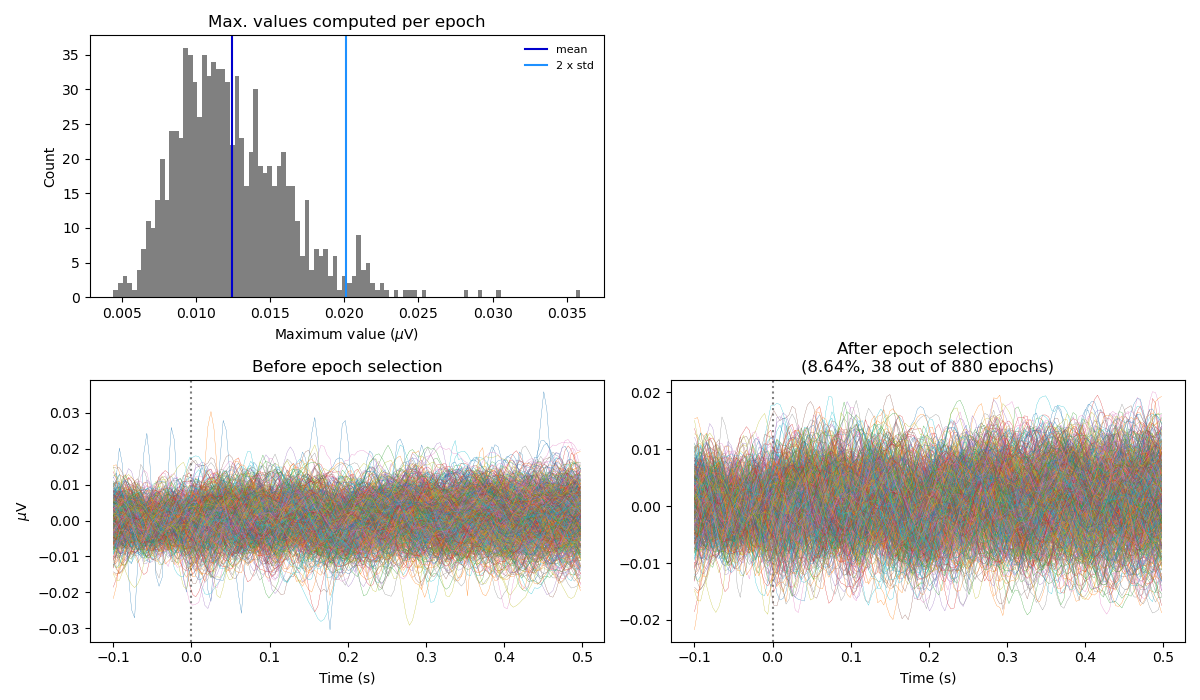 Max. values computed per epoch
35
30
25
20
15
10
5
0
Count
mean
2 x std
0.005 0.010 0.015 0.020 0.025 0.030 0.035
Maximum value (μV)
Before epoch selection
0.03
0.02
0.01
0.00
−0.01
−0.02
−0.03
μV
−0.1 0.0 0.1 0.2 0.3 0.4 0.5
Time (s)
After epoch selection
(8.64%, 38 out of 880 epochs)
0.02
0.01
0.00
−0.01
−0.02
−0.1 0.0 0.1 0.2 0.3 0.4 0.5
Time (s)